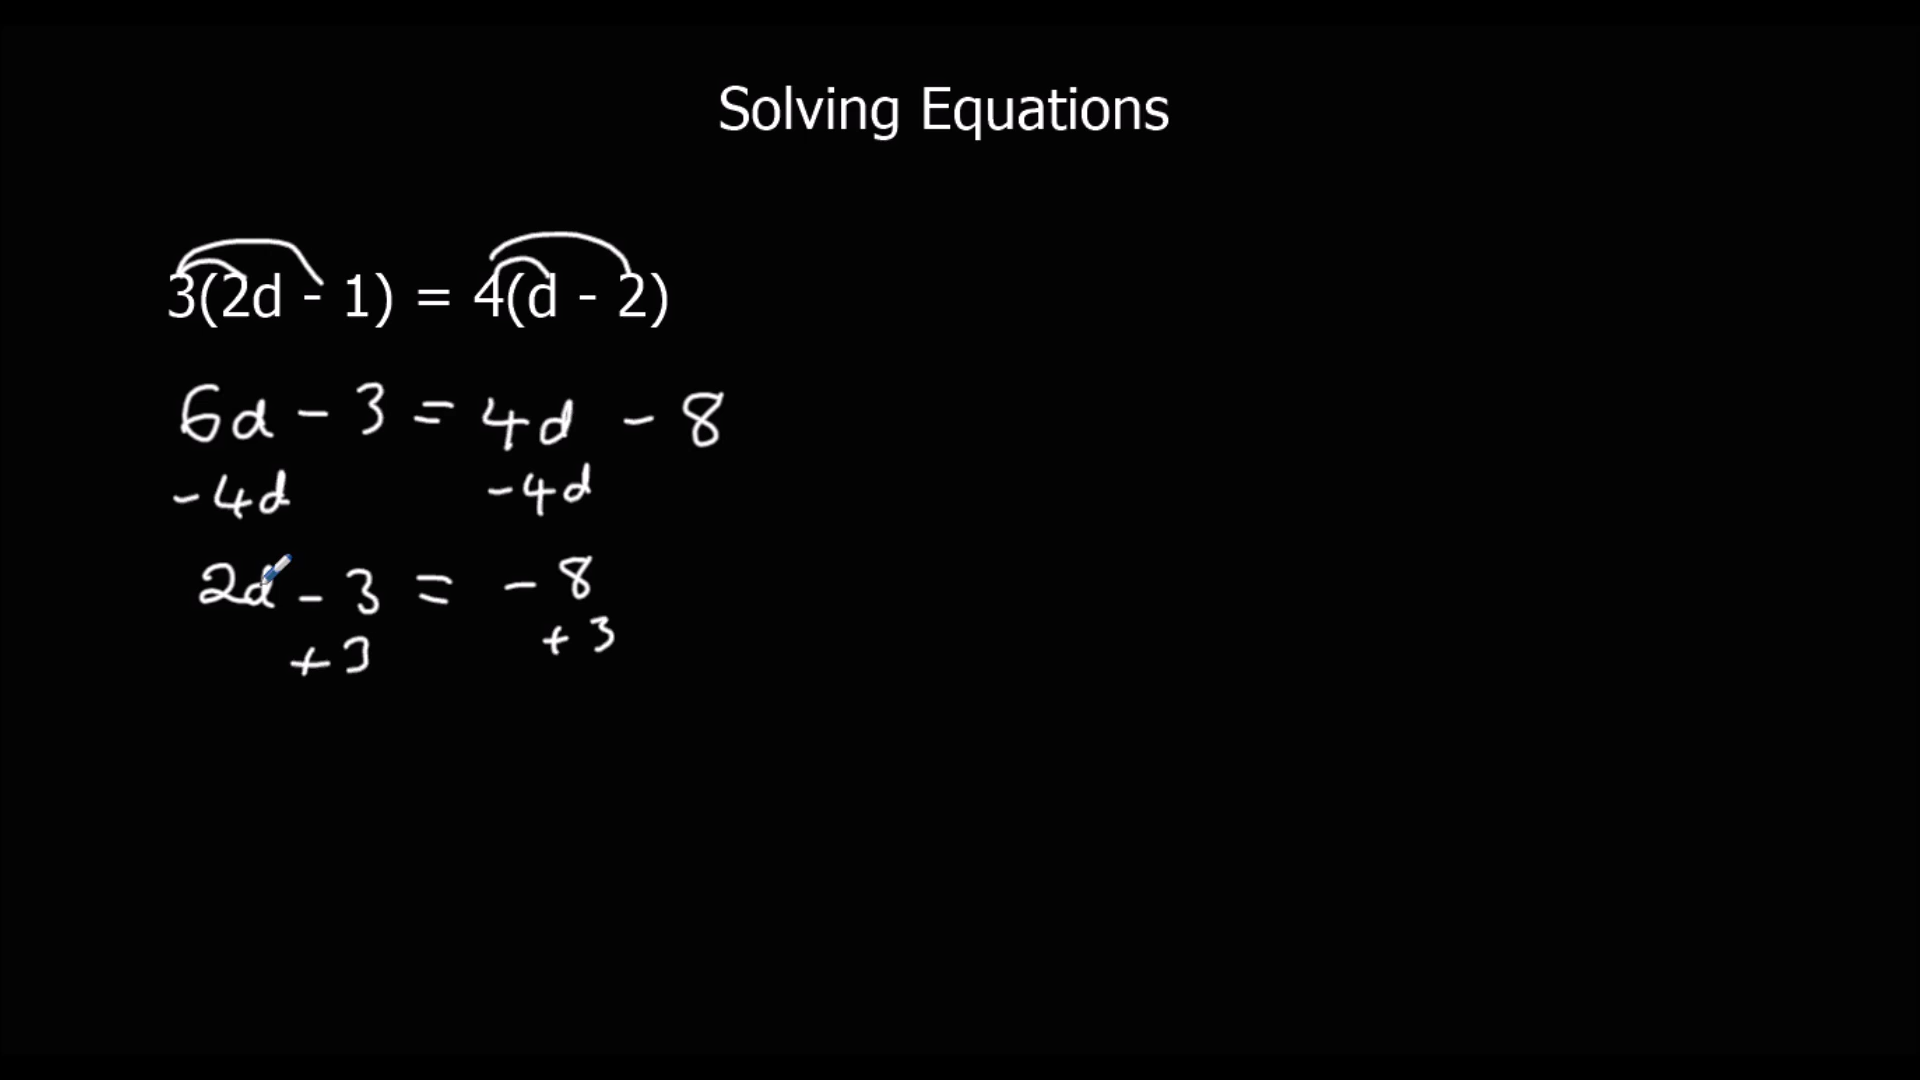 Solving Equations
3(2d - 1) = 4(d - 2)
6d - 3 = 4d - 8
-4d -4d
2d - 3 = - 8
+3 +3